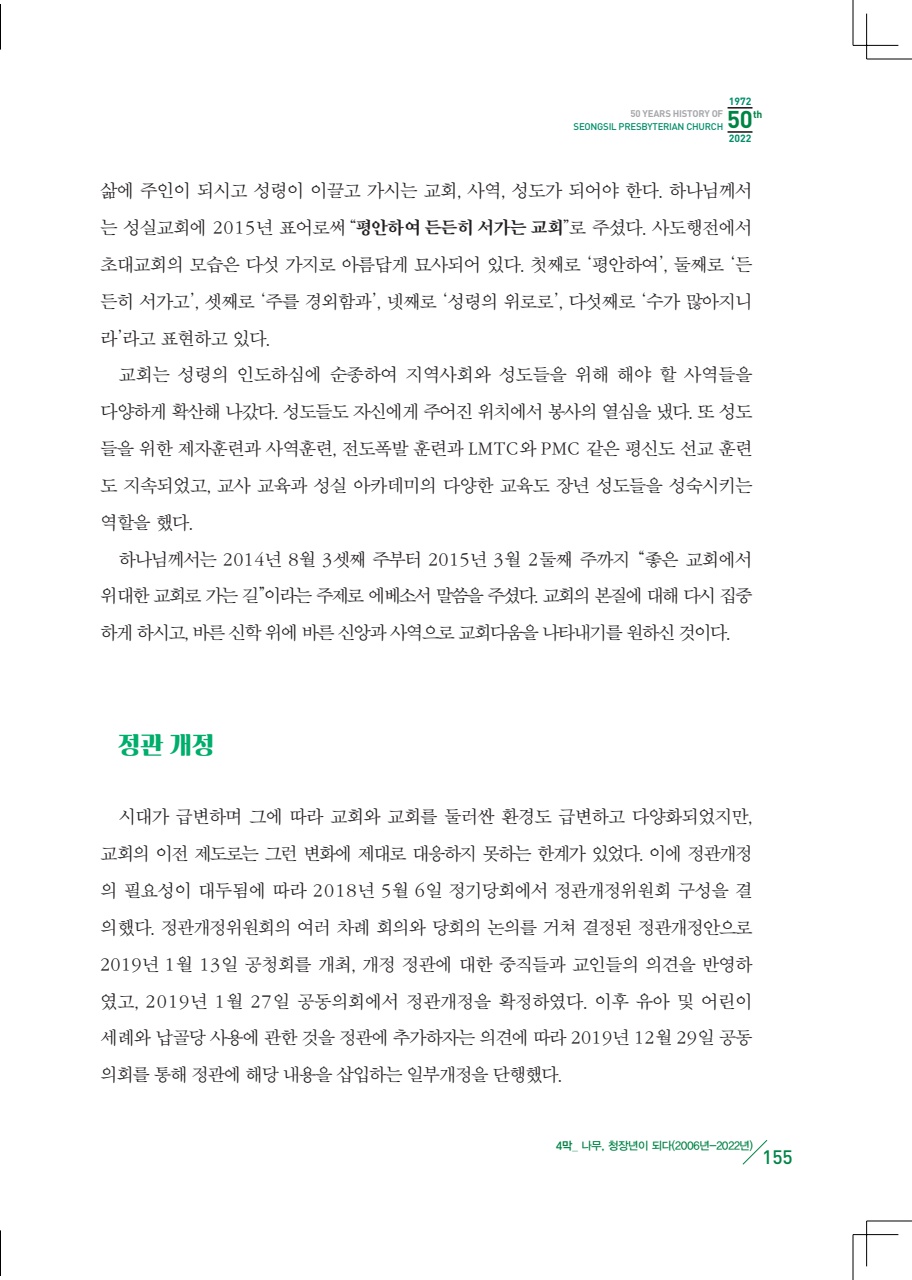 1972
50 YEARS HISTORY OF
SEONGSIL PRESBYTERIAN CHURCH
50th
2022
삶에 주인이 되시고 성령이 이끌고 가시는 교회, 사역, 성도가 되어야 한다. 하나님께서
는 성실교회에 2015년 표어로써 “평안하여 든든히 서가는 교회”로 주셨다. 사도행전에서
초대교회의 모습은 다섯 가지로 아름답게 묘사되어 있다. 첫째로 ‘평안하여’, 둘째로 ‘든
든히 서가고’, 셋째로 ‘주를 경외함과’, 넷째로 ‘성령의 위로로’, 다섯째로 ‘수가 많아지니
라’라고 표현하고 있다.
교회는 성령의 인도하심에 순종하여 지역사회와 성도들을 위해 해야 할 사역들을
다양하게 확산해 나갔다. 성도들도 자신에게 주어진 위치에서 봉사의 열심을 냈다. 또 성도
들을 위한 제자훈련과 사역훈련, 전도폭발 훈련과 LMTC와 PMC 같은 평신도 선교 훈련
도 지속되었고, 교사 교육과 성실 아카데미의 다양한 교육도 장년 성도들을 성숙시키는
역할을 했다.
하나님께서는 2014년 8월 3셋째 주부터 2015년 3월 2둘째 주까지 “좋은 교회에서
위대한 교회로 가는 길”이라는 주제로 에베소서 말씀을 주셨다. 교회의 본질에 대해 다시 집중
하게 하시고, 바른 신학 위에 바른 신앙과 사역으로 교회다움을 나타내기를 원하신 것이다.
정관 개정
시대가 급변하며 그에 따라 교회와 교회를 둘러싼 환경도 급변하고 다양화되었지만,
교회의 이전 제도로는 그런 변화에 제대로 대응하지 못하는 한계가 있었다. 이에 정관개정
의 필요성이 대두됨에 따라 2018년 5월 6일 정기당회에서 정관개정위원회 구성을 결
의했다. 정관개정위원회의 여러 차례 회의와 당회의 논의를 거쳐 결정된 정관개정안으로
2019년 1월 13일 공청회를 개최, 개정 정관에 대한 중직들과 교인들의 의견을 반영하
였고, 2019년 1월 27일 공동의회에서 정관개정을 확정하였다. 이후 유아 및 어린이
세례와 납골당 사용에 관한 것을 정관에 추가하자는 의견에 따라 2019년 12월 29일 공동
의회를 통해 정관에 해당 내용을 삽입하는 일부개정을 단행했다.
4막_ 나무, 청장년이 되다(2006년-2022년)
155